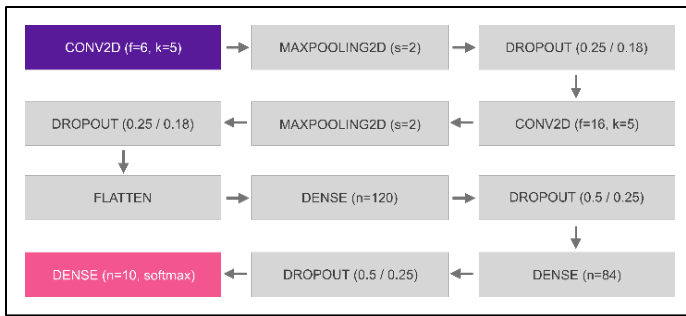 CONV2D (f=6, k=5)
MAXPOOLING2D (s=2)
DROPOUT (0.25 / 0.18)
CONV2D (f=16, k=5)
MAXPOOLING2D (s=2)
DROPOUT (0.25 / 0.18)
FLATTEN
DENSE (n=120)
DROPOUT (0.5 / 0.25)
DENSE (n=84)
DROPOUT (0.5 / 0.25)
DENSE (n=10, softmax)